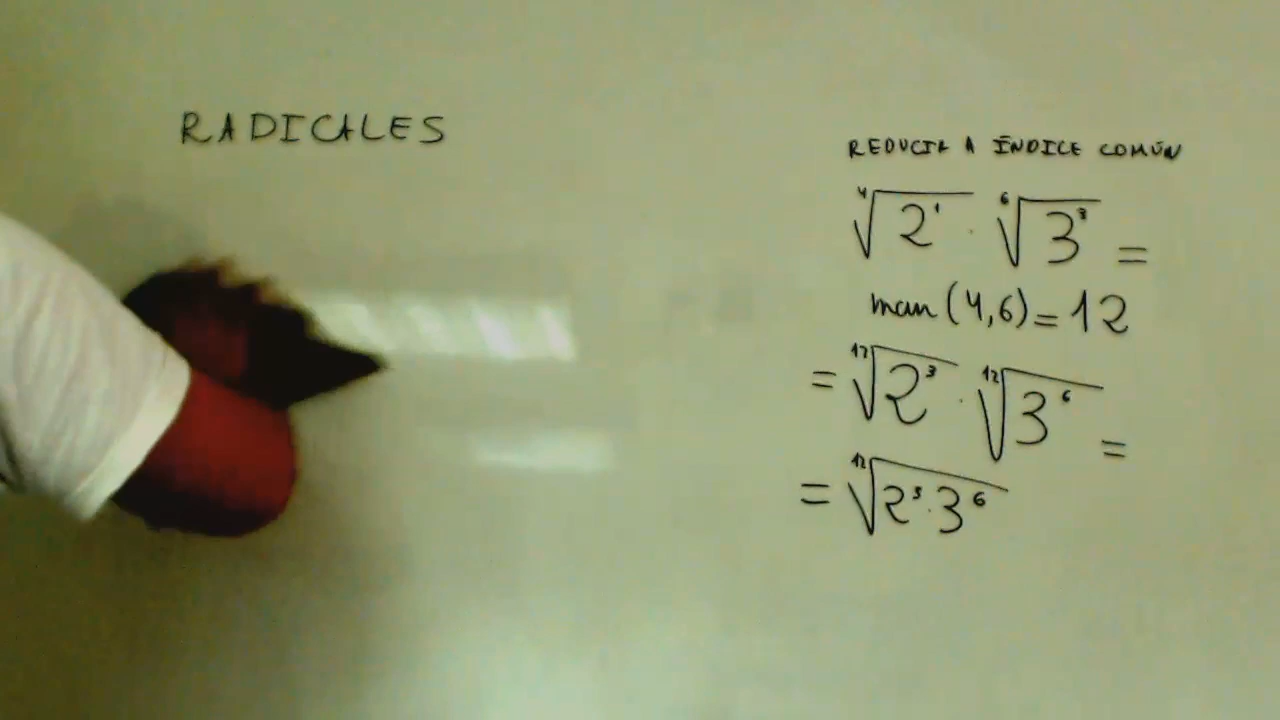 RADICALES
REDUCIR A ÍNDICE COMÚN
⁴√2¹ · ⁶√3³ =
mcm(4,6)=12
= ¹²√2³ · ¹²√3⁶ =
= ¹²√2³·3⁶